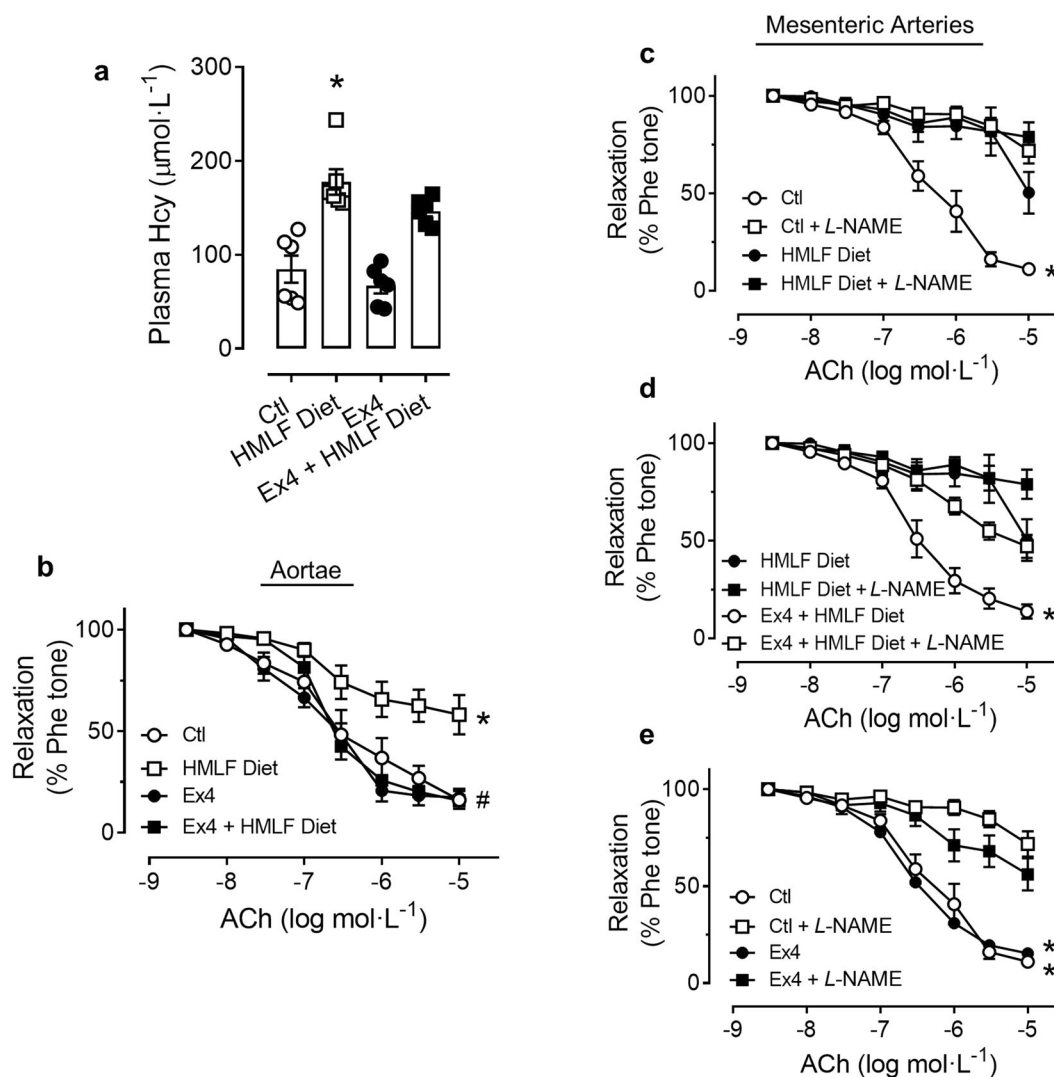 a
Plasma Hcy (μmol·L⁻¹)
300
200
100
0
*
Ctl
HMLF Diet
Ex4
Ex4 + HMLF Diet
b
Aortae
Relaxation
(% Phe tone)
100
50
0
Ctl
HMLF Diet
Ex4
Ex4 + HMLF Diet
*
#
-9 -8 -7 -6 -5
ACh (log mol·L⁻¹)
Mesenteric Arteries
c
Relaxation
(% Phe tone)
100
50
0
Ctl
Ctl + L-NAME
HMLF Diet
HMLF Diet + L-NAME
*
-9 -8 -7 -6 -5
ACh (log mol·L⁻¹)
d
Relaxation
(% Phe tone)
100
50
0
HMLF Diet
HMLF Diet + L-NAME
Ex4 + HMLF Diet
Ex4 + HMLF Diet + L-NAME
*
-9 -8 -7 -6 -5
ACh (log mol·L⁻¹)
e
Relaxation
(% Phe tone)
100
50
0
Ctl
Ctl + L-NAME
Ex4
Ex4 + L-NAME
*
*
-9 -8 -7 -6 -5
ACh (log mol·L⁻¹)